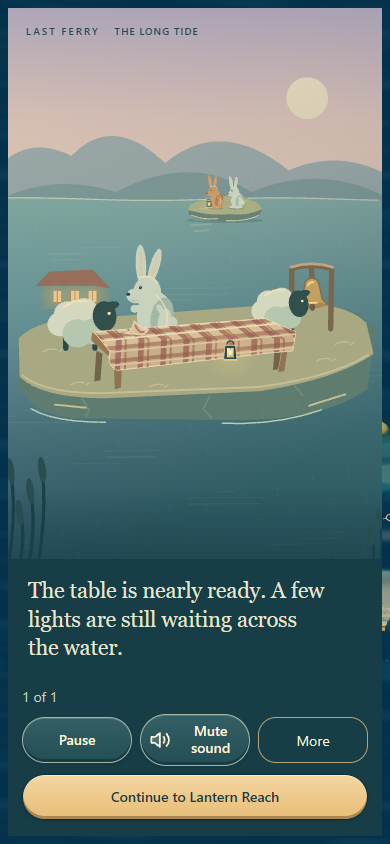 LAST FERRY THE LONG TIDE
The table is nearly ready. A few
lights are still waiting across
the water.
1 of 1
Pause
Mute
sound
More
Continue to Lantern Reach